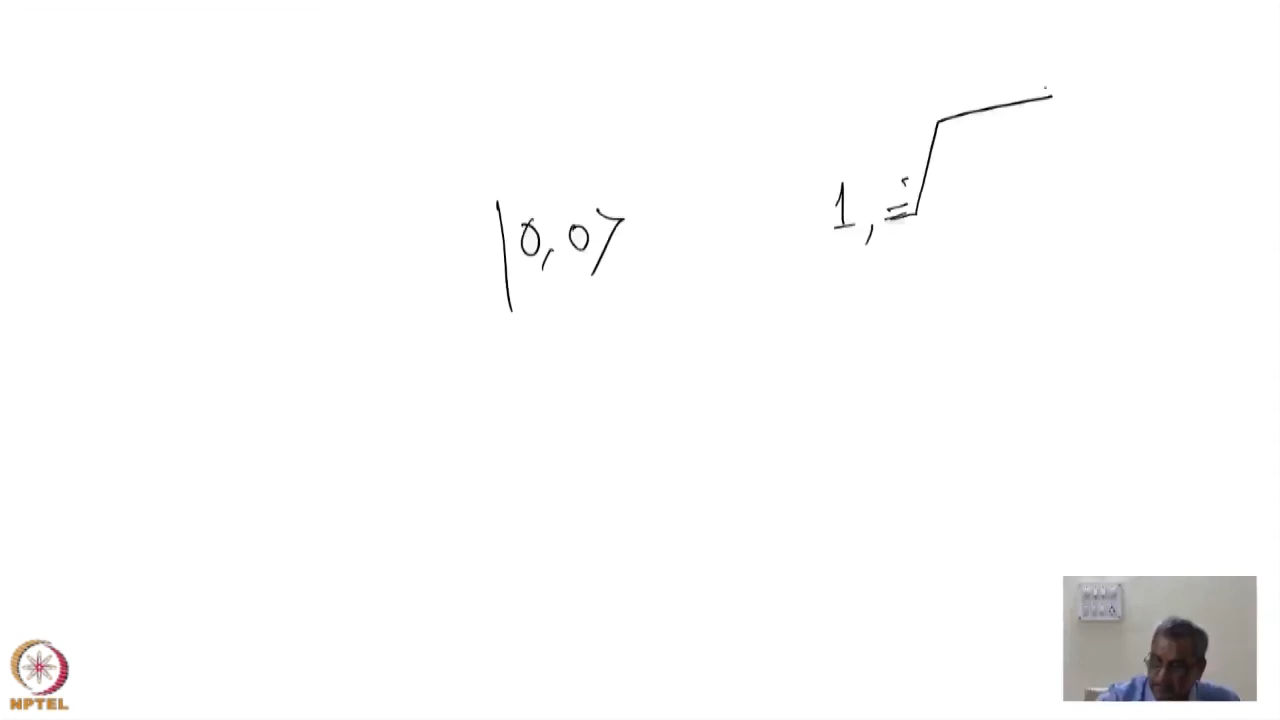 |0,0⟩
1, =
NPTEL